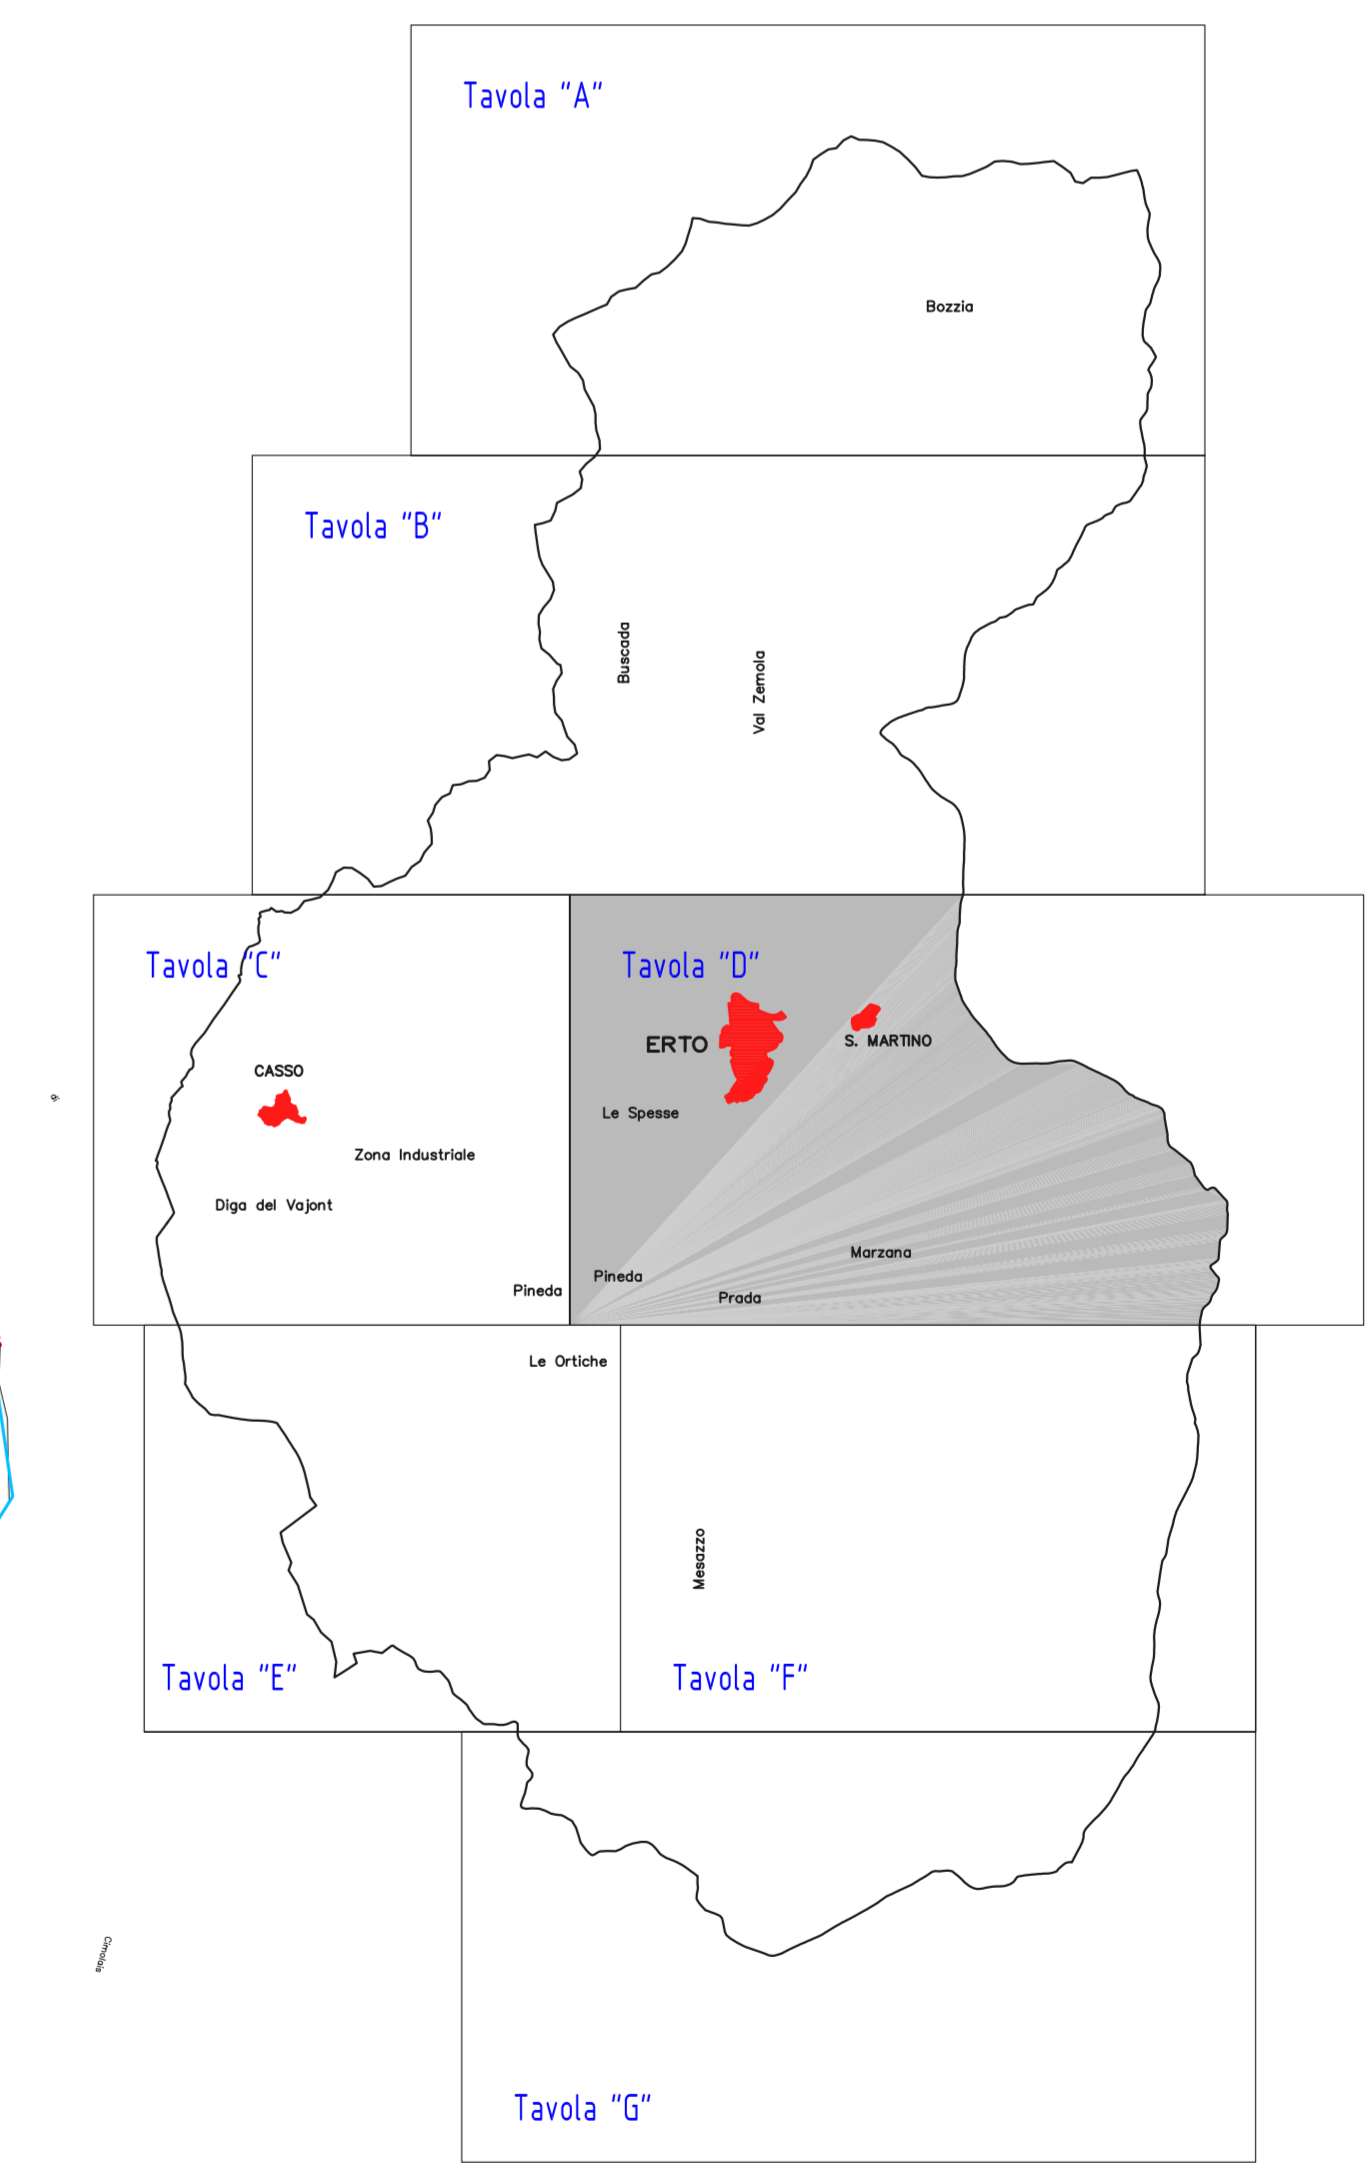 Tavola "A"
Bozzia
Tavola "B"
Buscada
Val Zemola
Tavola "C"
Tavola "D"
ERTO
S. MARTINO
CASSO
Le Spesse
Zona Industriale
Diga del Vajont
Marzana
Pineda
Pineda
Prada
Le Ortiche
Mesazzo
Tavola "E"
Tavola "F"
Cimolais
Tavola "G"